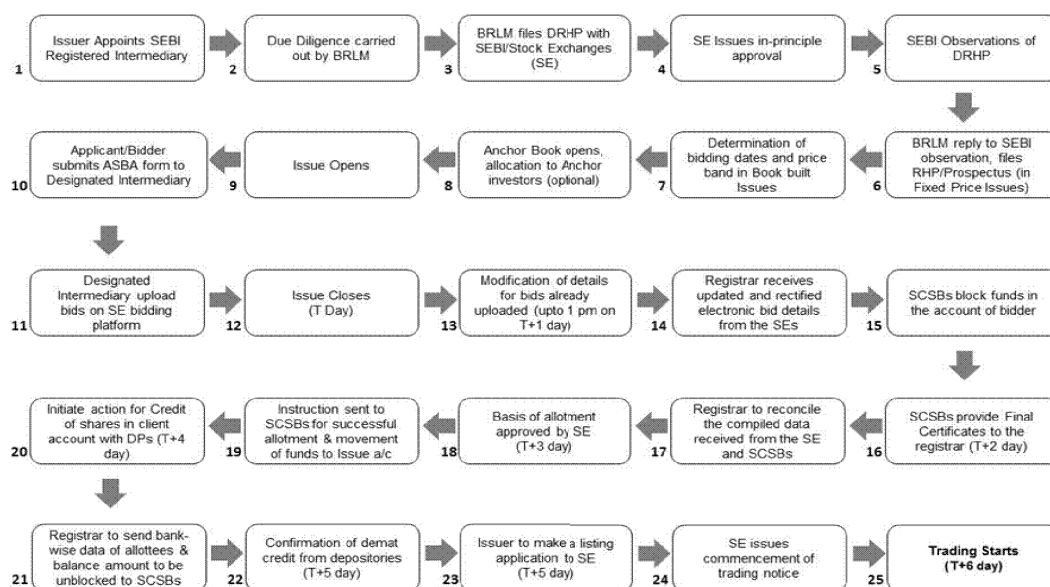 Issuer Appoints SEBI
Registered Intermediary
1
Due Diligence carried
out by BRLM
2
BRLM files DRHP with
SEBI/Stock Exchanges
(SE)
3
SE Issues in-principle
approval
4
SEBI Observations of
DRHP
5
BRLM reply to SEBI
observation, files
RHP/Prospectus (in
Fixed Price Issues)
6
Determination of
bidding dates and price
band in Book built
Issues
7
Anchor Book opens,
allocation to Anchor
investors (optional)
8
Issue Opens
9
Applicant/Bidder
submits ASBA form to
Designated Intermediary
10
Designated
Intermediary upload
bids on SE bidding
platform
11
Issue Closes
(T Day)
12
Modification of details
for bids already
uploaded (upto 1 pm on
T+1 day)
13
Registrar receives
updated and rectified
electronic bid details
from the SEs
14
SCSBs block funds in
the account of bidder
15
SCSBs provide Final
Certificates to the
registrar (T+2 day)
16
Registrar to reconcile
the compiled data
received from the SE
and SCSBs
17
Basis of allotment
approved by SE
(T+3 day)
18
Instruction sent to
SCSBs for successful
allotment & movement
of funds to Issue a/c
19
Initiate action for Credit
of shares in client
account with DPs (T+4
day)
20
Registrar to send bank-
wise data of allottees &
balance amount to be
unblocked to SCSBs
21
Confirmation of demat
credit from depositories
(T+5 day)
22
Issuer to make a listing
application to SE
(T+5 day)
23
SE issues
commencement of
trading notice
24
Trading Starts
(T+6 day)
25